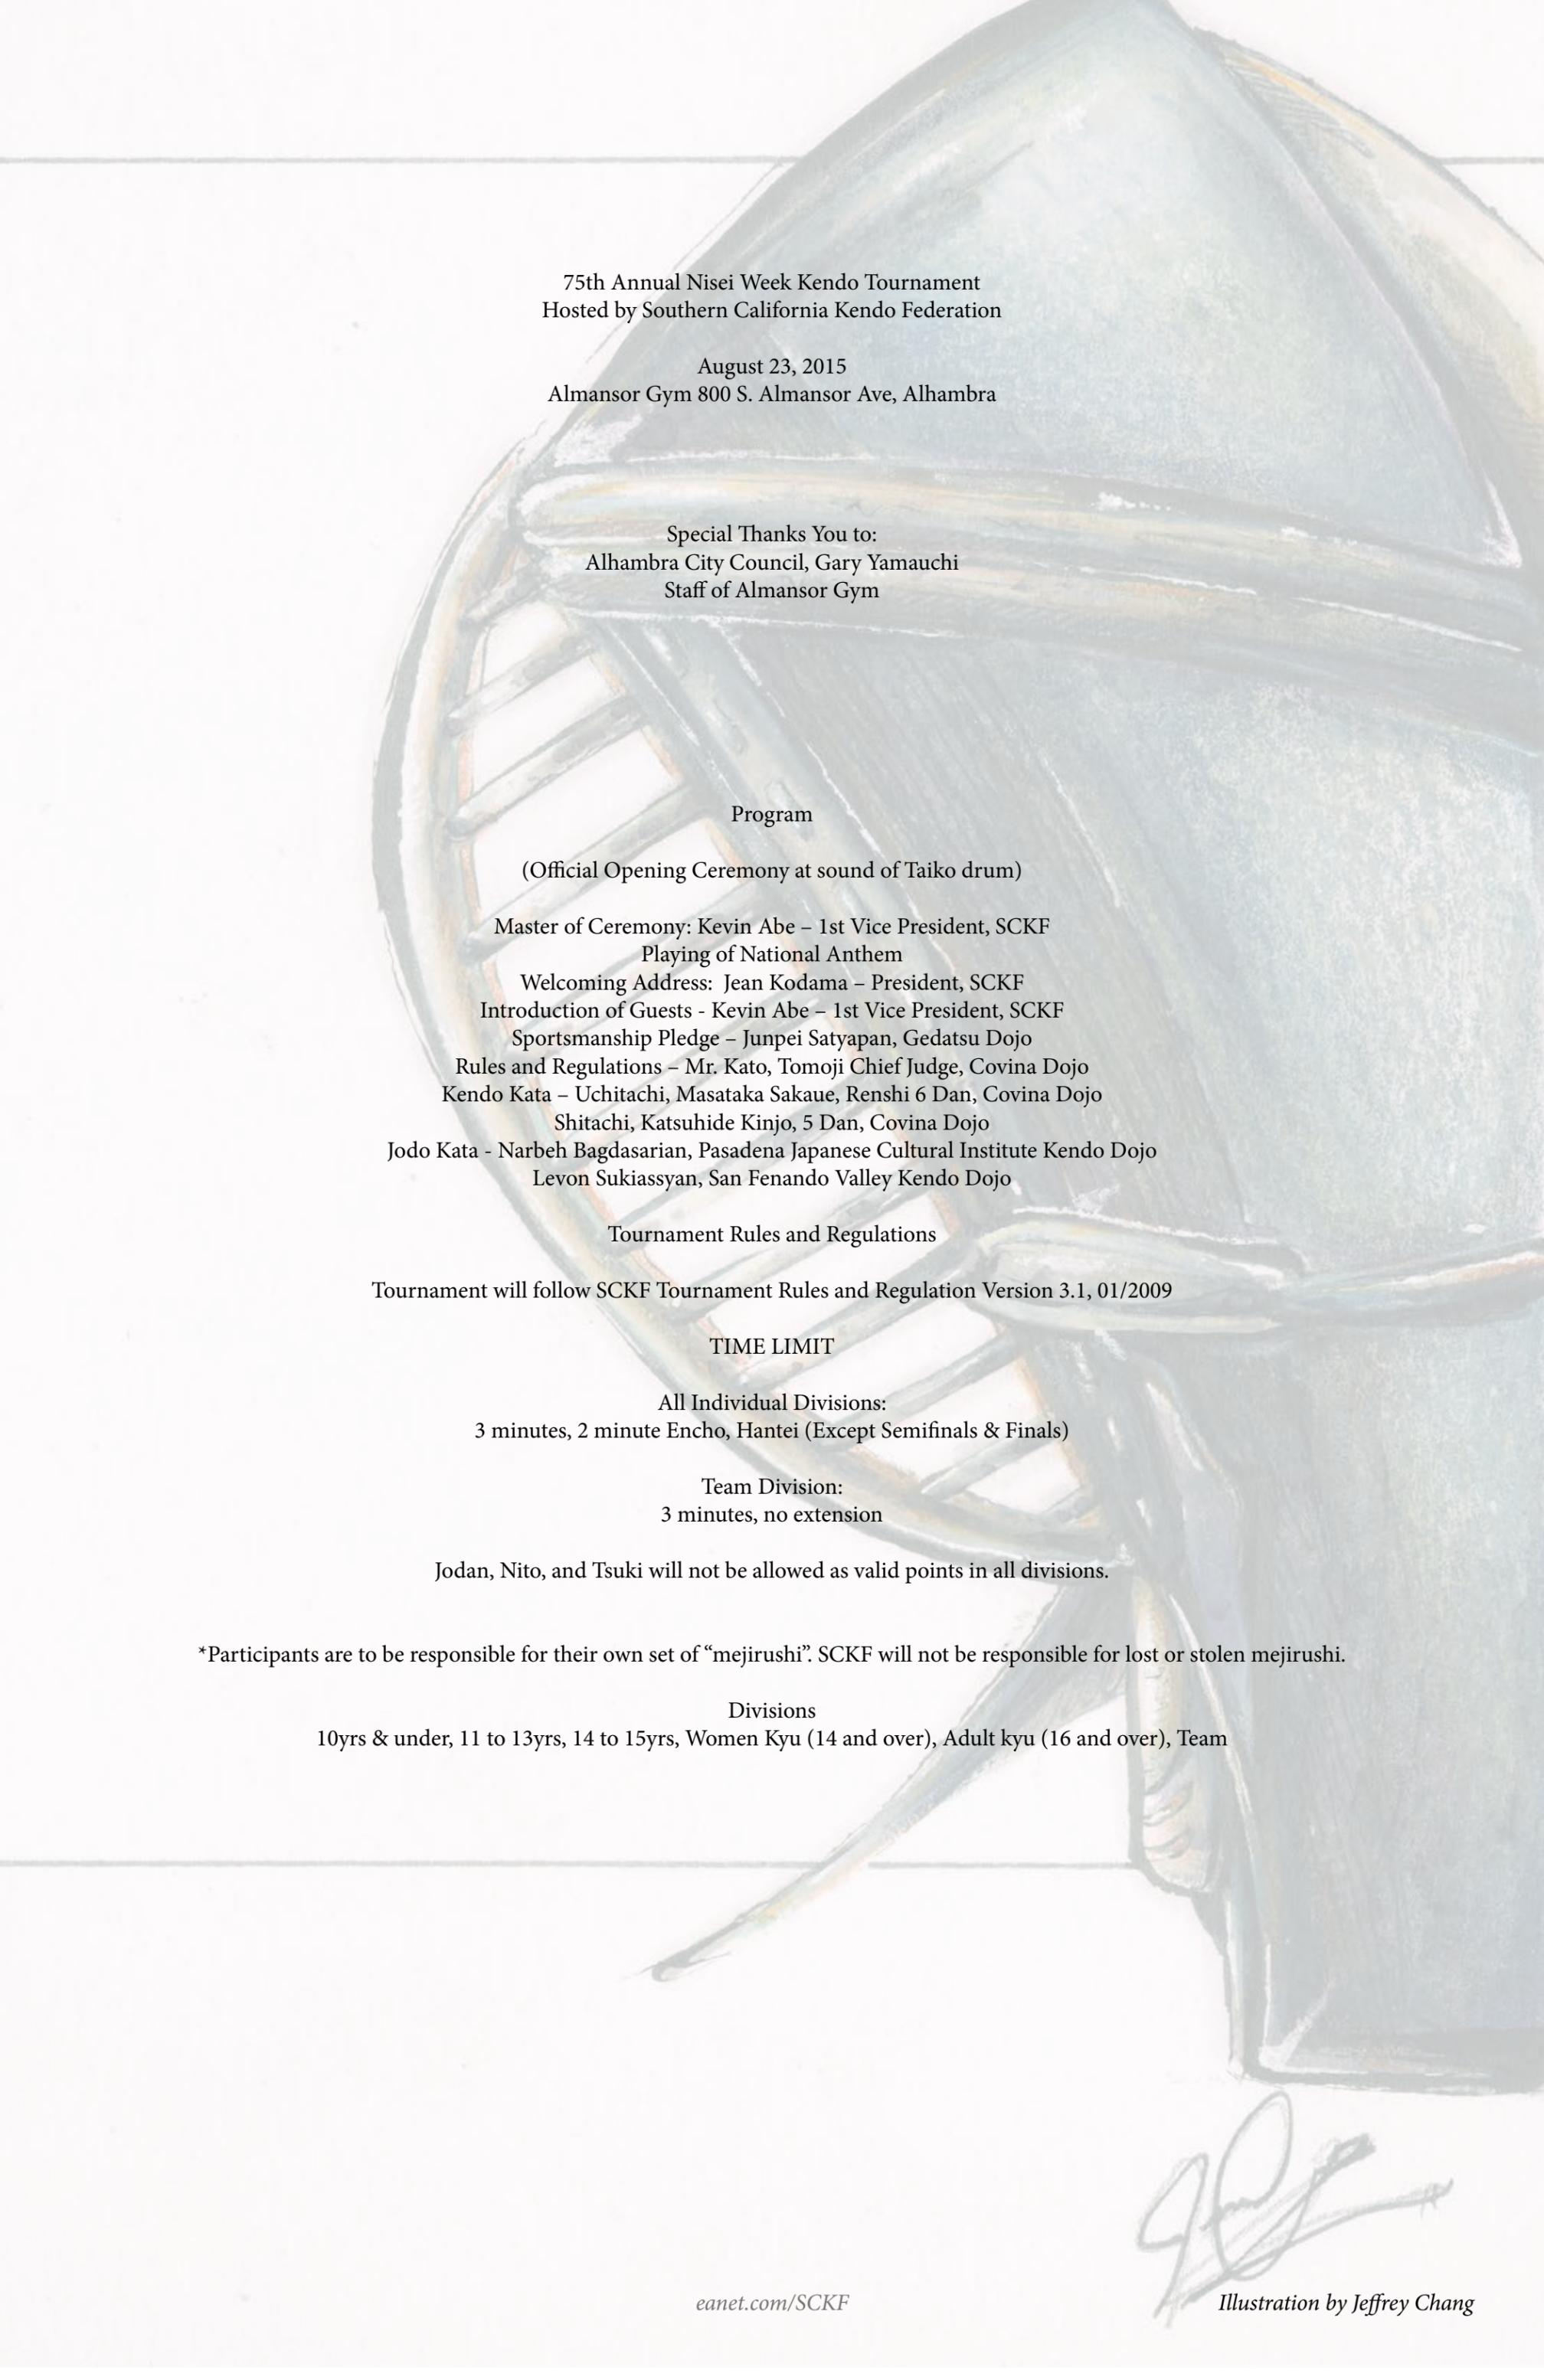 75th Annual Nisei Week Kendo Tournament
Hosted by Southern California Kendo Federation
August 23, 2015
Almansor Gym 800 S. Almansor Ave, Alhambra
Special Thanks You to:
Alhambra City Council, Gary Yamauchi
Staff of Almansor Gym
Program
(Official Opening Ceremony at sound of Taiko drum)
Master of Ceremony: Kevin Abe – 1st Vice President, SCKF
Playing of National Anthem
Welcoming Address:  Jean Kodama – President, SCKF
Introduction of Guests - Kevin Abe – 1st Vice President, SCKF
Sportsmanship Pledge – Junpei Satyapan, Gedatsu Dojo
Rules and Regulations – Mr. Kato, Tomoji Chief Judge, Covina Dojo
Kendo Kata – Uchitachi, Masataka Sakaue, Renshi 6 Dan, Covina Dojo
Shitachi, Katsuhide Kinjo, 5 Dan, Covina Dojo
Jodo Kata - Narbeh Bagdasarian, Pasadena Japanese Cultural Institute Kendo Dojo
Levon Sukiassyan, San Fenando Valley Kendo Dojo
Tournament Rules and Regulations
Tournament will follow SCKF Tournament Rules and Regulation Version 3.1, 01/2009
TIME LIMIT
All Individual Divisions:
3 minutes, 2 minute Encho, Hantei (Except Semifinals & Finals)
Team Division:
3 minutes, no extension
Jodan, Nito, and Tsuki will not be allowed as valid points in all divisions.
*Participants are to be responsible for their own set of “mejirushi”. SCKF will not be responsible for lost or stolen mejirushi.
Divisions
10yrs & under, 11 to 13yrs, 14 to 15yrs, Women Kyu (14 and over), Adult kyu (16 and over), Team
eanet.com/SCKF
Illustration by Jeffrey Chang